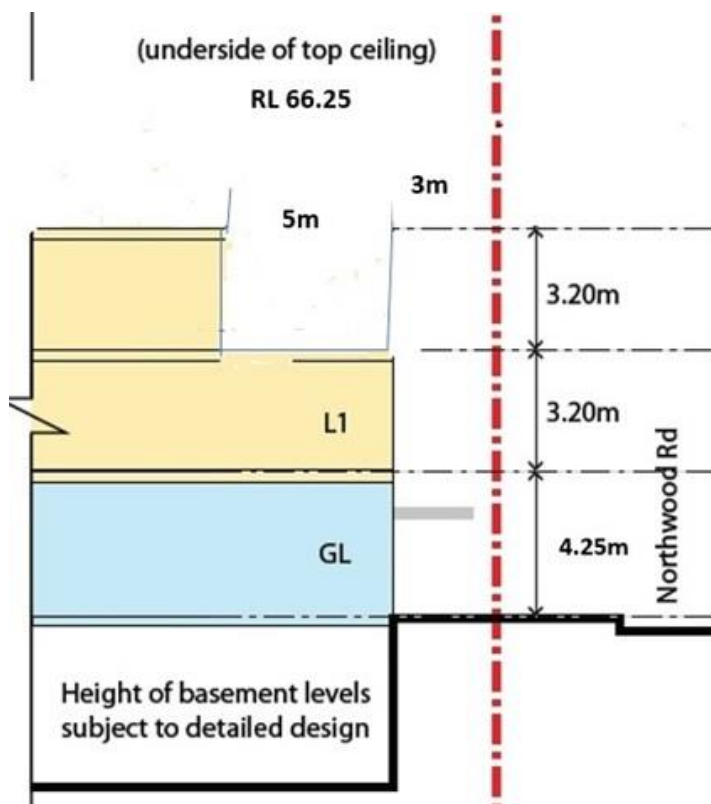 (underside of top ceiling)
RL 66.25
3m
5m
3.20m
3.20m
L1
Northwood Rd
GL
4.25m
Height of basement levels
subject to detailed design